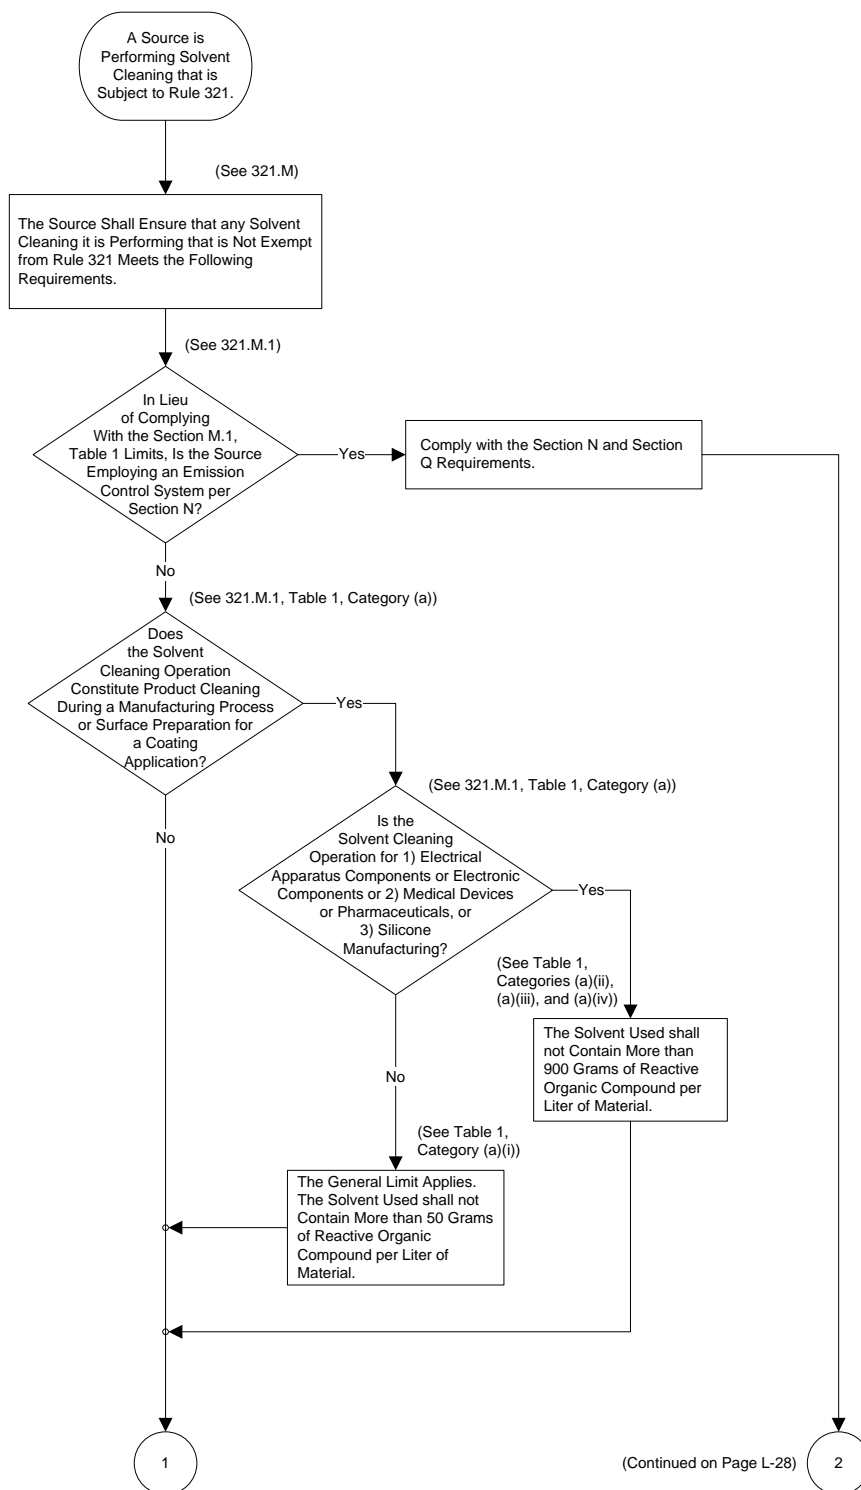 A Source is
Performing Solvent
Cleaning that is
Subject to Rule 321.
(See 321.M)
The Source Shall Ensure that any Solvent
Cleaning it is Performing that is Not Exempt
from Rule 321 Meets the Following
Requirements.
(See 321.M.1)
In Lieu
of Complying
With the Section M.1,
Table 1 Limits, Is the Source
Employing an Emission
Control System per
Section N?
Yes
Comply with the Section N and Section
Q Requirements.
No
(See 321.M.1, Table 1, Category (a))
Does
the Solvent
Cleaning Operation
Constitute Product Cleaning
During a Manufacturing Process
or Surface Preparation for
a Coating
Application?
Yes
(See 321.M.1, Table 1, Category (a))
No
Is the
Solvent Cleaning
Operation for 1) Electrical
Apparatus Components or Electronic
Components or 2) Medical Devices
or Pharmaceuticals, or
3) Silicone
Manufacturing?
Yes
(See Table 1,
Categories (a)(ii),
(a)(iii), and (a)(iv))
The Solvent Used shall
not Contain More than
900 Grams of Reactive
Organic Compound per
Liter of Material.
No
(See Table 1,
Category (a)(i))
The General Limit Applies.
The Solvent Used shall not
Contain More than 50 Grams
of Reactive Organic
Compound per Liter of
Material.
1
(Continued on Page L-28)
2